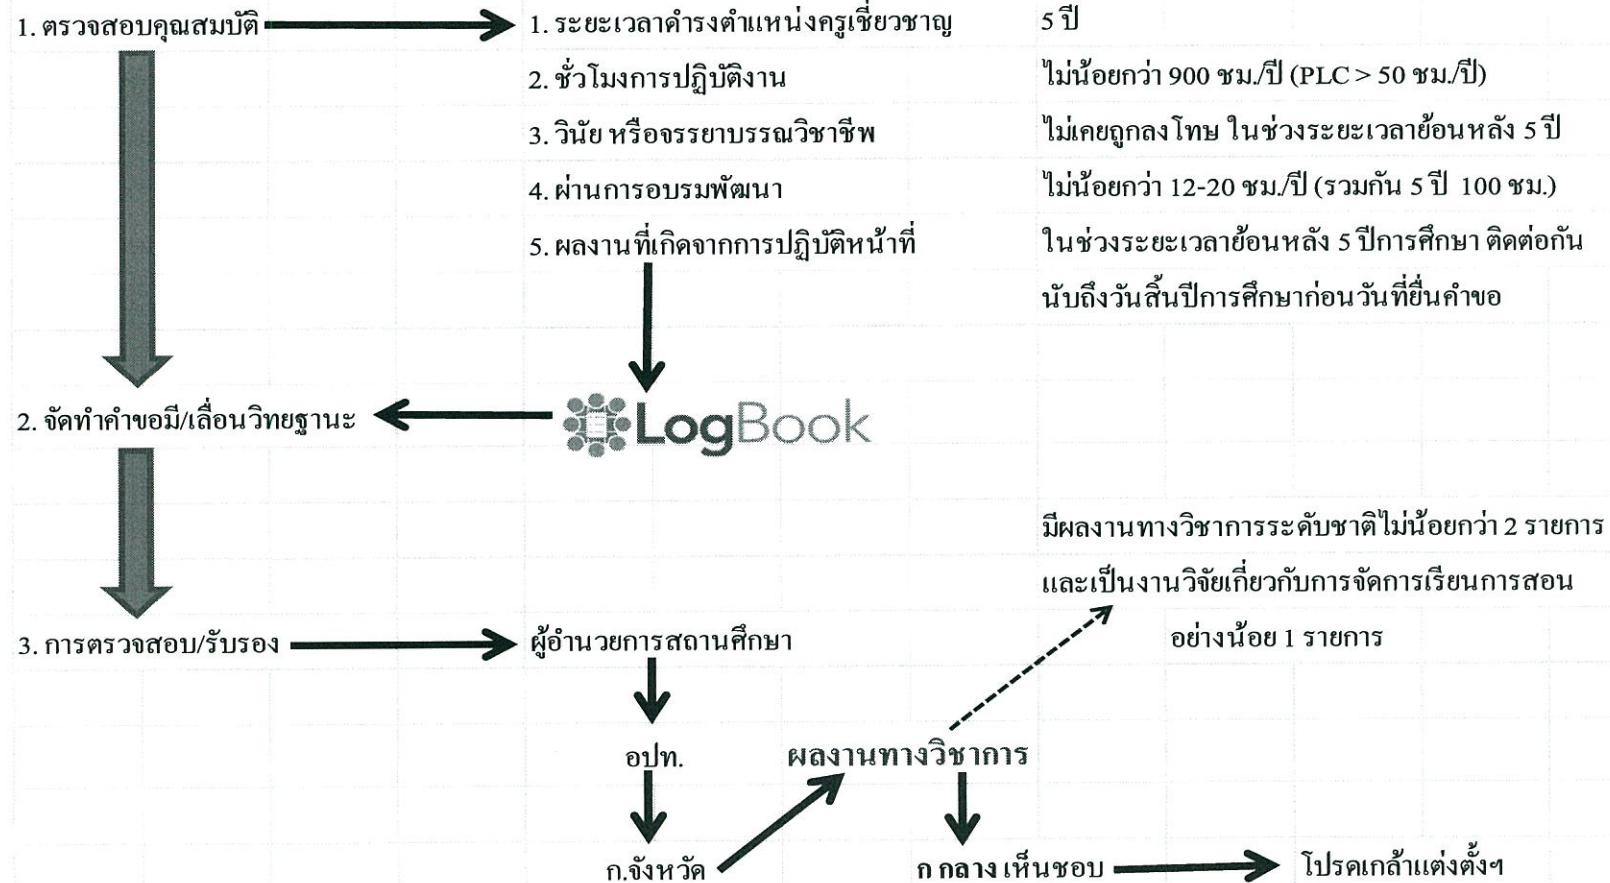 1. ตรวจสอบคุณสมบัติ
1. ระยะเวลาดำรงตำแหน่งครูเชี่ยวชาญ 5 ปี
2. ชั่วโมงการปฏิบัติงาน ไม่น้อยกว่า 900 ชม./ปี (PLC > 50 ชม./ปี)
3. วินัย หรือจรรยาบรรณวิชาชีพ ไม่เคยถูกลงโทษ ในช่วงระยะเวลาย้อนหลัง 5 ปี
4. ผ่านการอบรมพัฒนา ไม่น้อยกว่า 12-20 ชม./ปี (รวมกัน 5 ปี 100 ชม.)
5. ผลงานที่เกิดจากการปฏิบัติหน้าที่ ในช่วงระยะเวลาย้อนหลัง 5 ปีการศึกษา ติดต่อกัน
นับถึงวันสิ้นปีการศึกษาก่อนวันที่ยื่นคำขอ
2. จัดทำคำขอมี/เลื่อนวิทยฐานะ
LogBook
มีผลงานทางวิชาการระดับชาติไม่น้อยกว่า 2 รายการ
และเป็นงานวิจัยเกี่ยวกับการจัดการเรียนการสอน
อย่างน้อย 1 รายการ
3. การตรวจสอบ/รับรอง
ผู้อำนวยการสถานศึกษา
อปท.
ผลงานทางวิชาการ
ก.จังหวัด
ก กลาง เห็นชอบ
โปรดเกล้าแต่งตั้งฯ